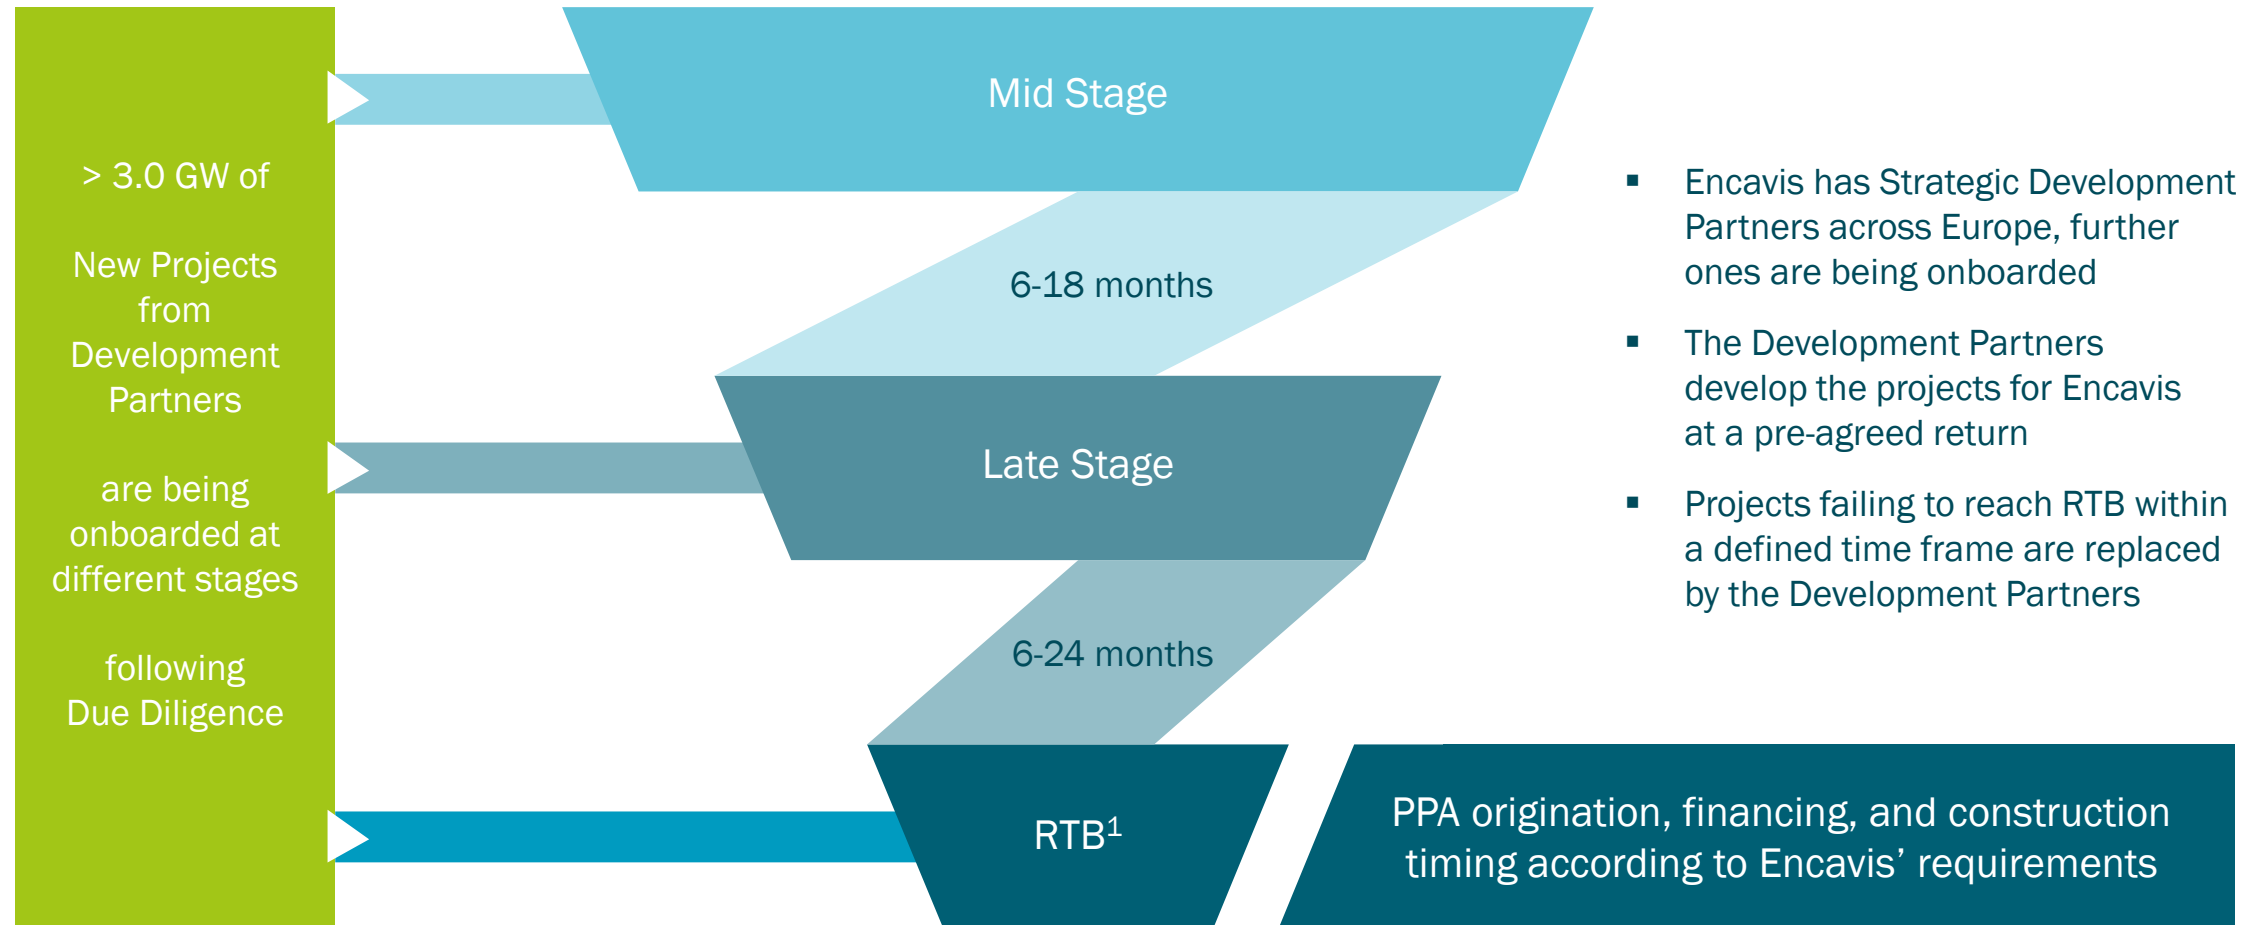 > 3.0 GW of
New Projects
from
Development
Partners
are being
onboarded at
different stages
following
Due Diligence
Mid Stage
6-18 months
Late Stage
6-24 months
RTB¹
▪ Encavis has Strategic Development
Partners across Europe, further
ones are being onboarded
▪ The Development Partners
develop the projects for Encavis
at a pre-agreed return
▪ Projects failing to reach RTB within
a defined time frame are replaced
by the Development Partners
PPA origination, financing, and construction
timing according to Encavis’ requirements